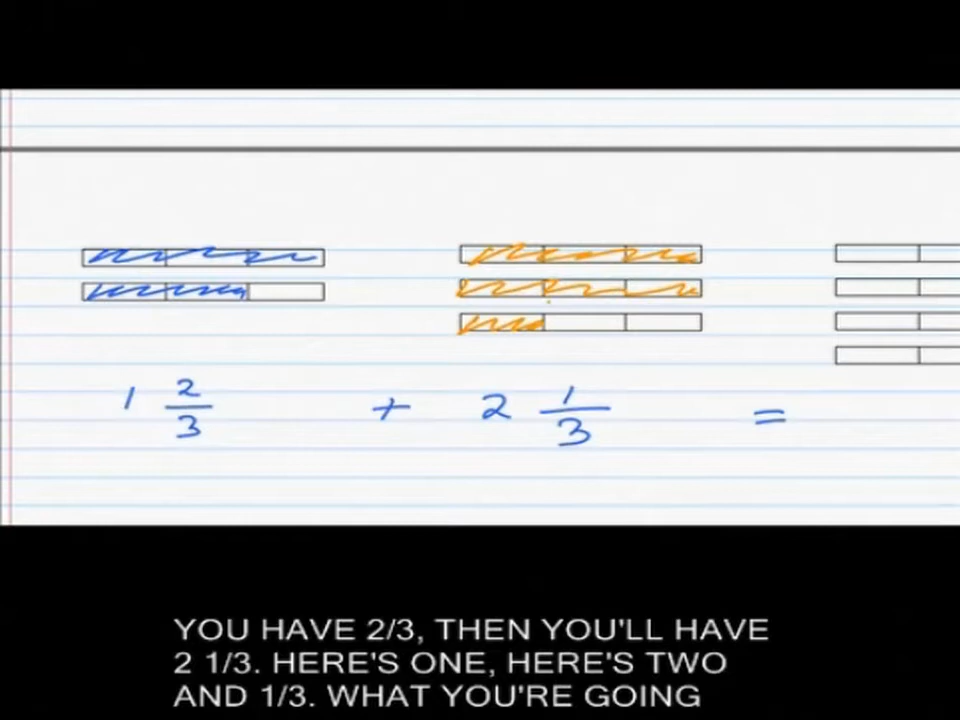 1 2/3 + 2 1/3 =
YOU HAVE 2/3, THEN YOU'LL HAVE
2 1/3. HERE'S ONE, HERE'S TWO
AND 1/3. WHAT YOU'RE GOING